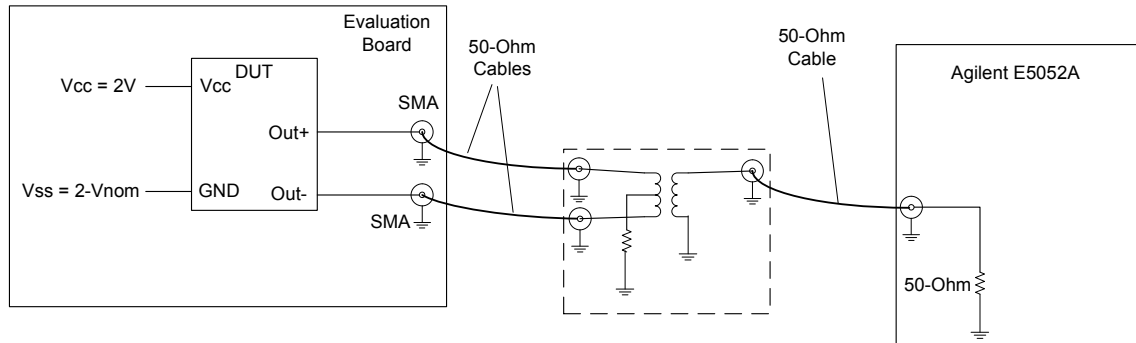 Evaluation
Board
DUT
Vcc = 2V
Vcc
Out+
Vss = 2-Vnom
GND
Out-
SMA
SMA
50-Ohm
Cables
50-Ohm
Cable
Agilent E5052A
50-Ohm